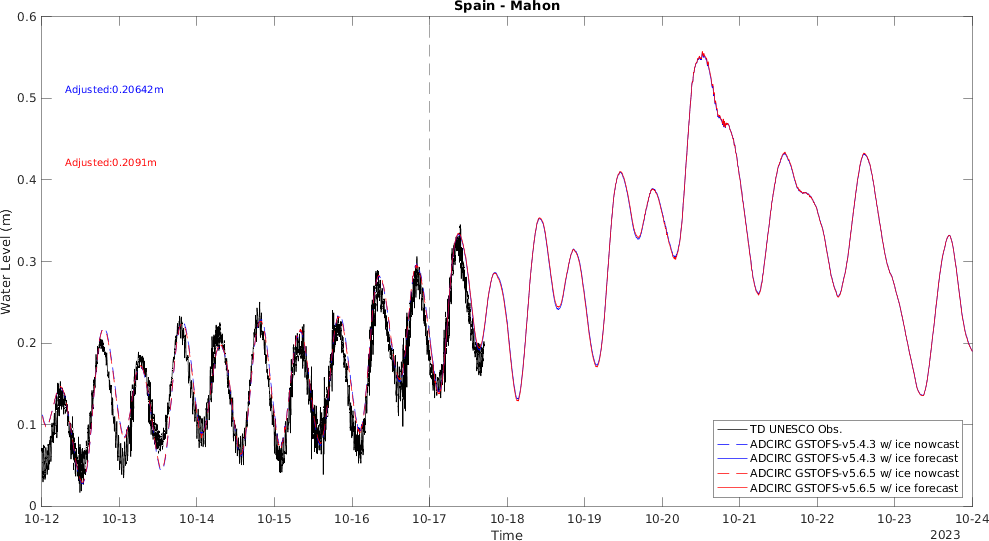 Spain - Mahon
0.6
0.5
0.4
0.3
0.2
0.1
0
Water Level (m)
Adjusted:0.20642m
Adjusted:0.2091m
TD UNESCO Obs.
ADCIRC GSTOFS-v5.4.3 w/ ice nowcast
ADCIRC GSTOFS-v5.4.3 w/ ice forecast
ADCIRC GSTOFS-v5.6.5 w/ ice nowcast
ADCIRC GSTOFS-v5.6.5 w/ ice forecast
10-12 10-13 10-14 10-15 10-16 10-17 10-18 10-19 10-20 10-21 10-22 10-23 10-24
Time
2023